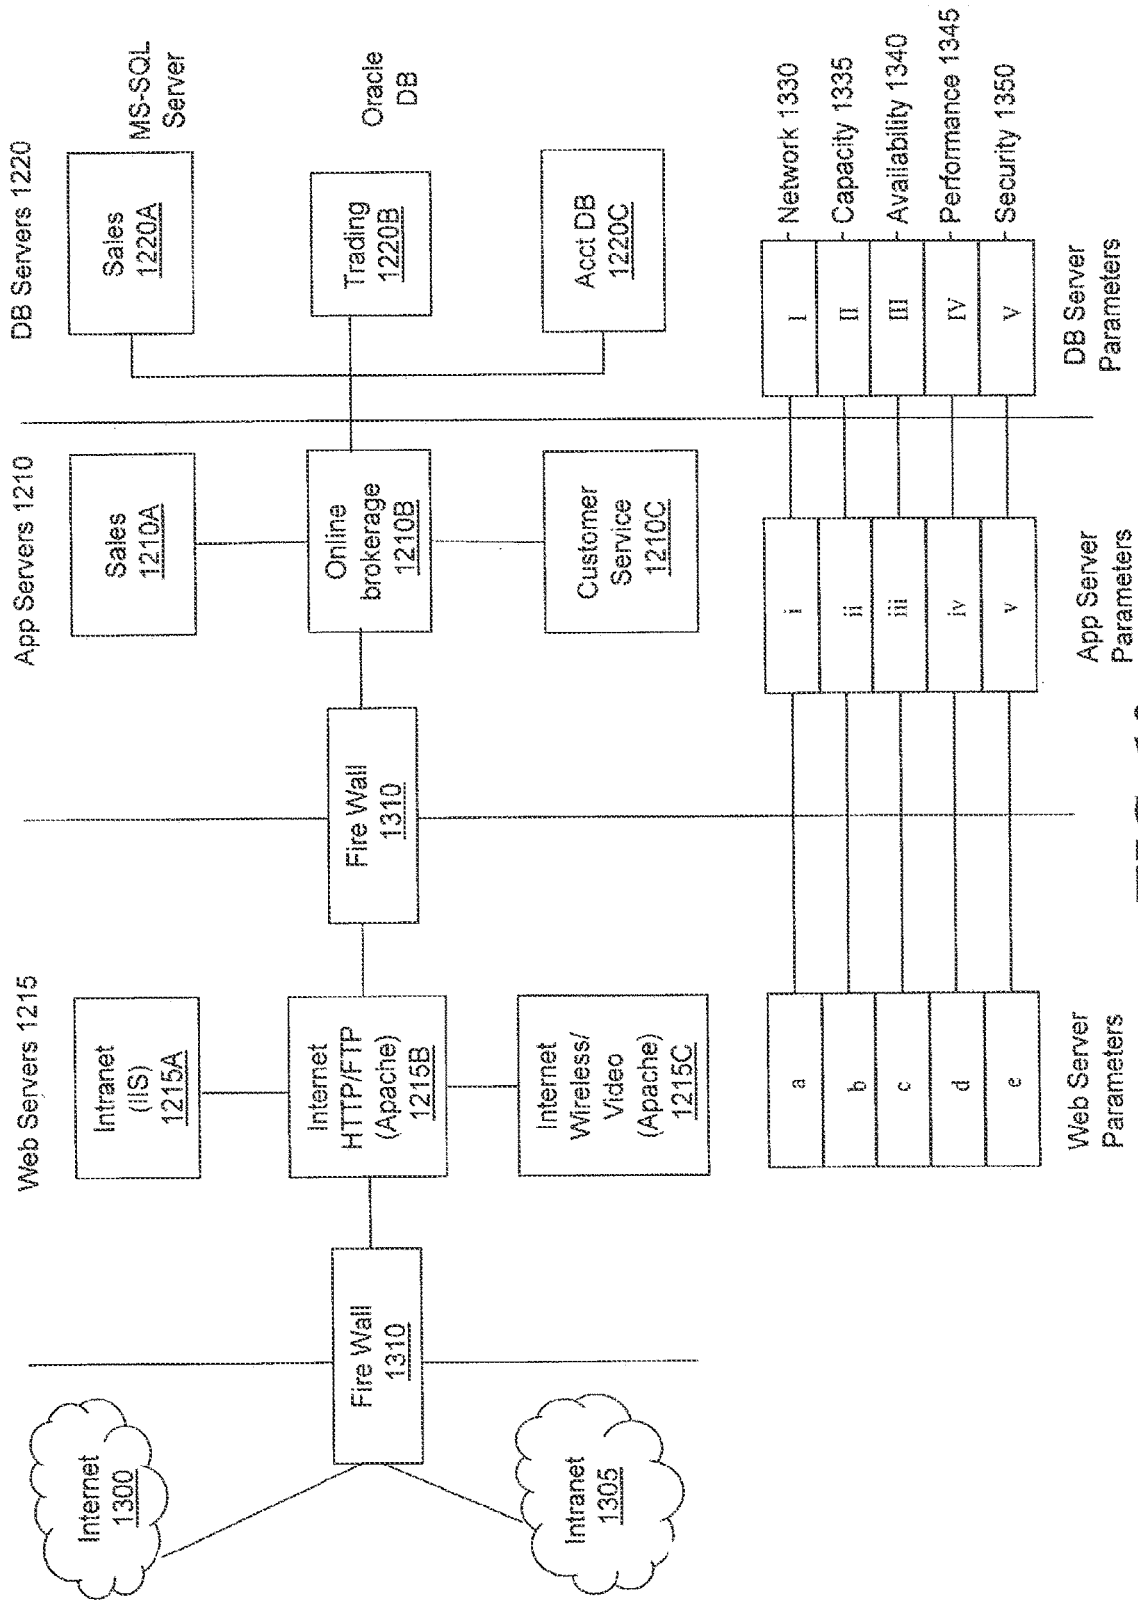 Web Servers 1215
App Servers 1210
DB Servers 1220
Internet
1300
Intranet
1305
Fire Wall
1310
Intranet
(IIS)
1215A
Internet
HTTP/FTP
(Apache)
1215B
Internet
Wireless/
Video
(Apache)
1215C
Fire Wall
1310
Sales
1210A
Online
brokerage
1210B
Customer
Service
1210C
Sales
1220A
MS-SQL
Server
Trading
1220B
Oracle
DB
Acct DB
1220C
a
i
I
Network 1330
b
ii
II
Capacity 1335
c
iii
III
Availability 1340
d
iv
IV
Performance 1345
e
v
V
Security 1350
Web Server
Parameters
App Server
Parameters
DB Server
Parameters